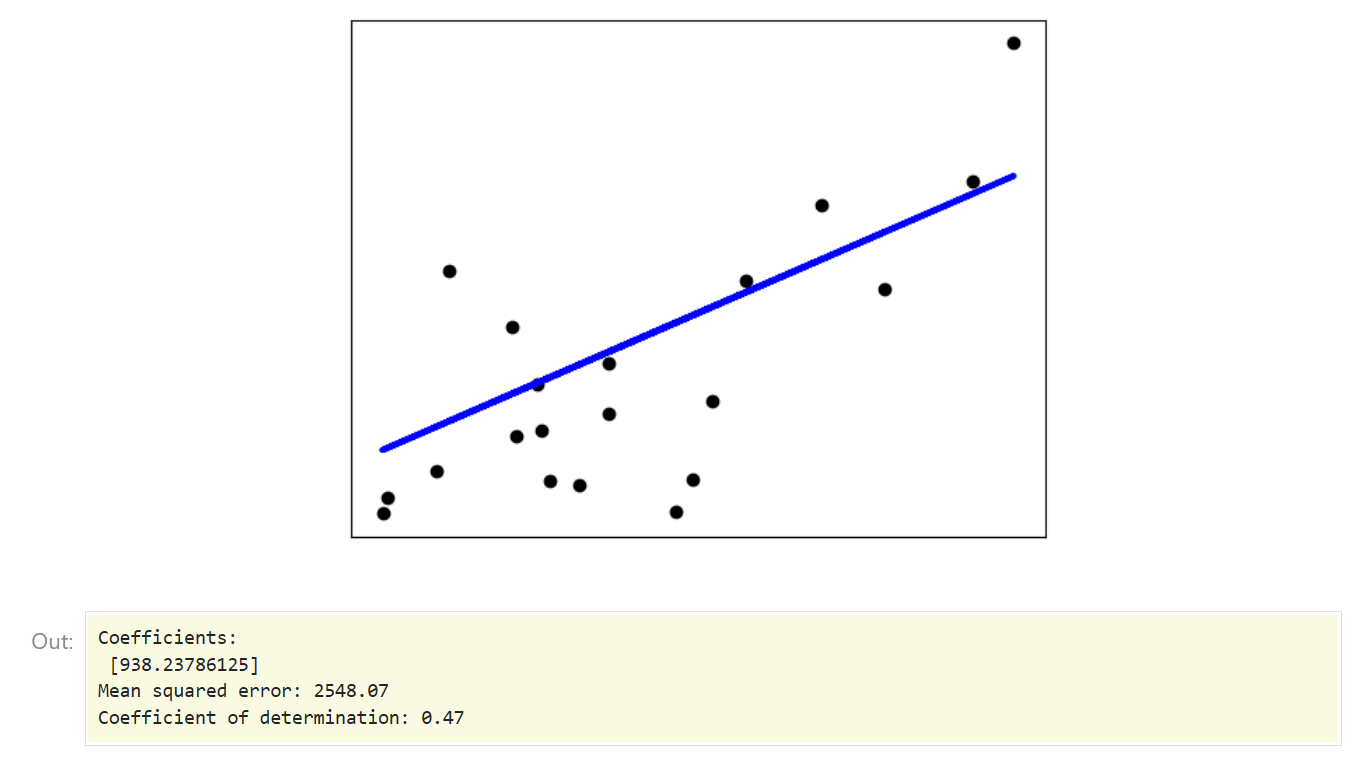 Out:
Coefficients:
[938.23786125]
Mean squared error: 2548.07
Coefficient of determination: 0.47